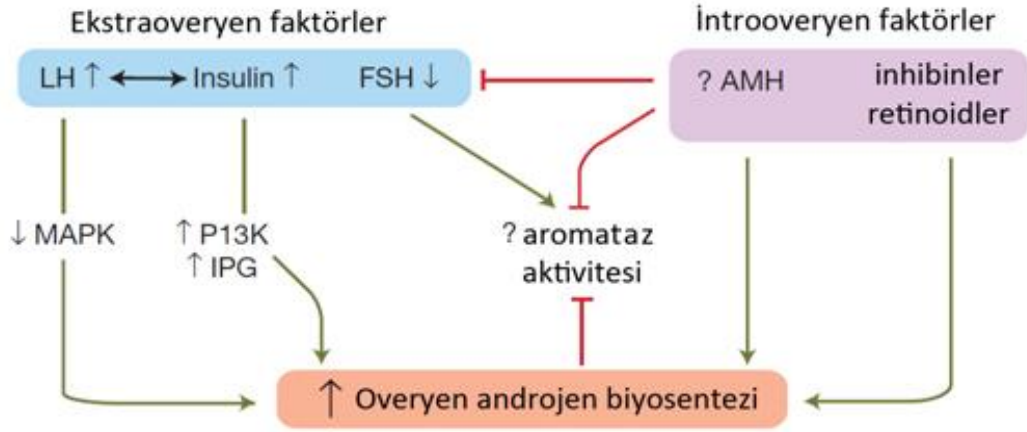 Ekstraoveryen faktörler
İntrooveryen faktörler
LH ↑ ↔ Insulin ↑ FSH ↓
? AMH
inhibinler
retinoidler
↓ MAPK
↑ P13K
↑ IPG
? aromataz
aktivitesi
↑ Overyen androjen biyosentezi